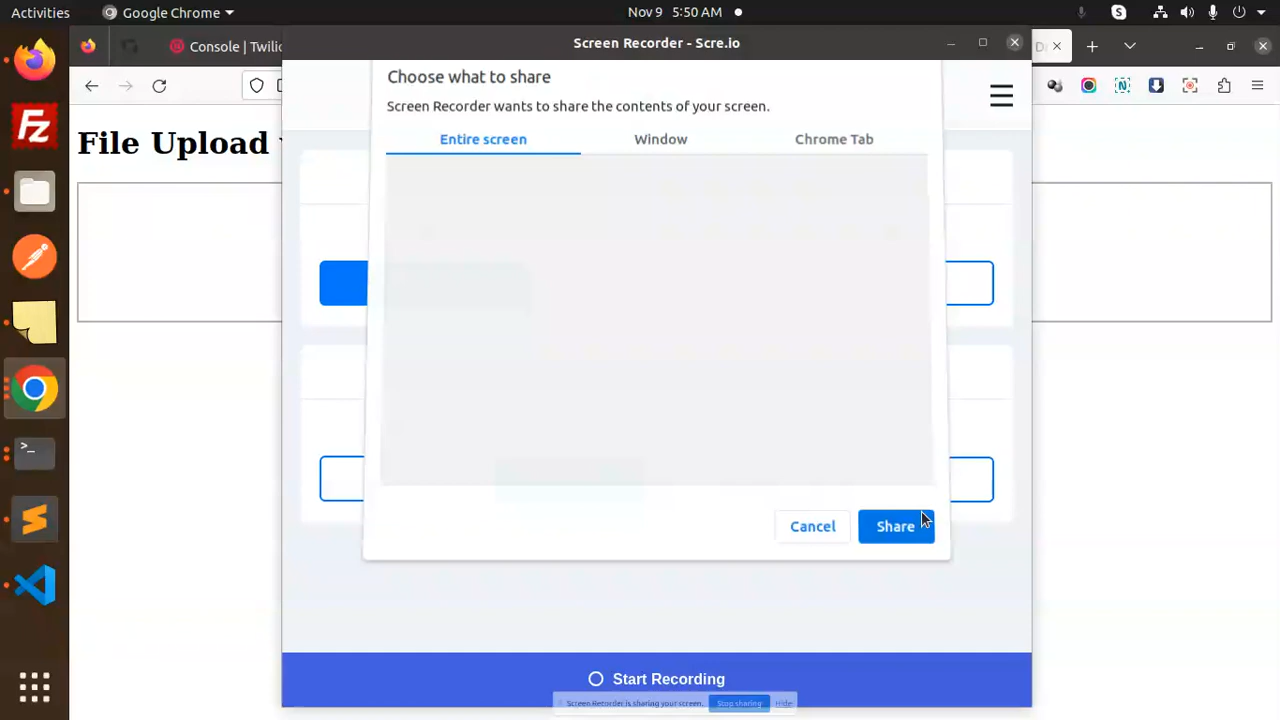 Activities
Google Chrome
Nov 9 5:50 AM
Console | Twilio
Screen Recorder - Scre.io
File Upload
Choose what to share
Screen Recorder wants to share the contents of your screen.
Entire screen
Window
Chrome Tab
Cancel
Share
Start Recording
Screen Recorder is sharing your screen.
Stop sharing
Hide